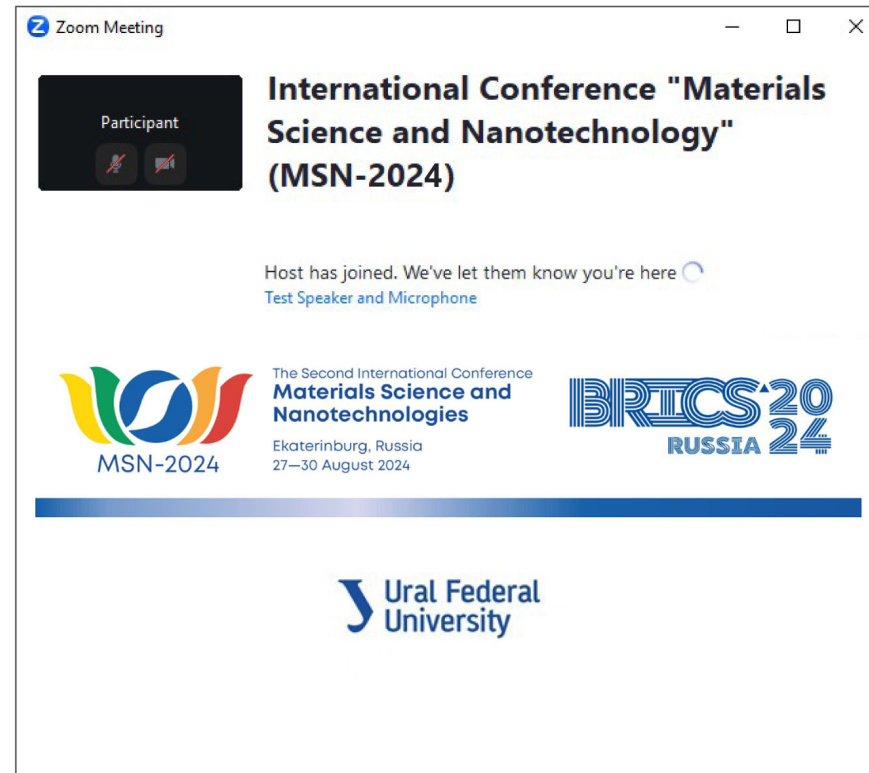 Zoom Meeting
Participant
International Conference "Materials
Science and Nanotechnology"
(MSN-2024)
Host has joined. We've let them know you're here
Test Speaker and Microphone
MSN-2024
The Second International Conference
Materials Science and
Nanotechnologies
Ekaterinburg, Russia
27—30 August 2024
BRICS 20
RUSSIA 24
Ural Federal
University